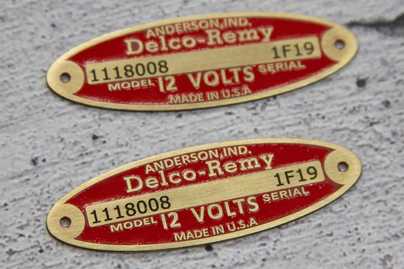 ANDERSON, IND.
Delco-Remy
1118008 1F19
MODEL 12 VOLTS SERIAL
MADE IN U.S.A
ANDERSON, IND.
Delco-Remy
1118008 1F19
MODEL 12 VOLTS SERIAL
MADE IN U.S.A